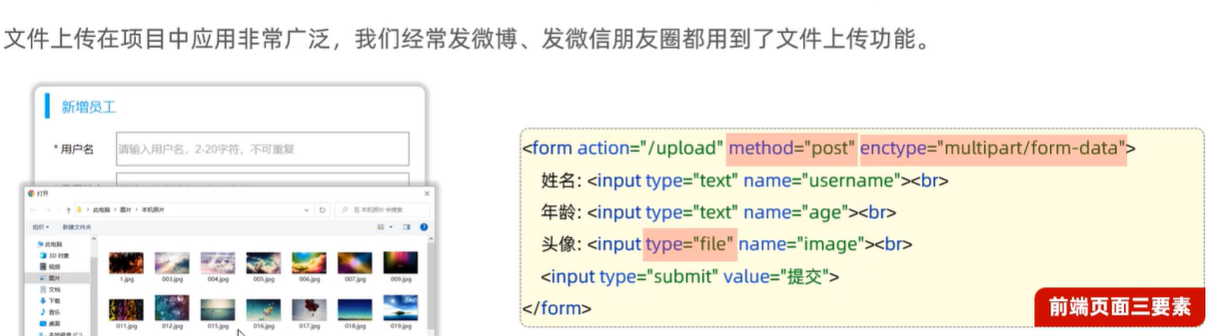 文件上传在项目中应用非常广泛，我们经常发微博、发微信朋友圈都用到了文件上传功能。
新增员工
* 用户名
请输入用户名，2-20字符，不可重复
打开
此电脑 > 图片 > 本机照片
在 本机照片 中搜索
组织 新建文件夹
此电脑
3D 对象
视频
图片
文档
下载
音乐
桌面
1.jpg 003.jpg 004.jpg 005.jpg 006.jpg 007.jpg 009.jpg
011.jpg 012.jpg 015.jpg 016.jpg 017.jpg 018.jpg 019.jpg
<form action="/upload" method="post" enctype="multipart/form-data">
姓名: <input type="text" name="username"><br>
年龄: <input type="text" name="age"><br>
头像: <input type="file" name="image"><br>
<input type="submit" value="提交">
</form>
前端页面三要素